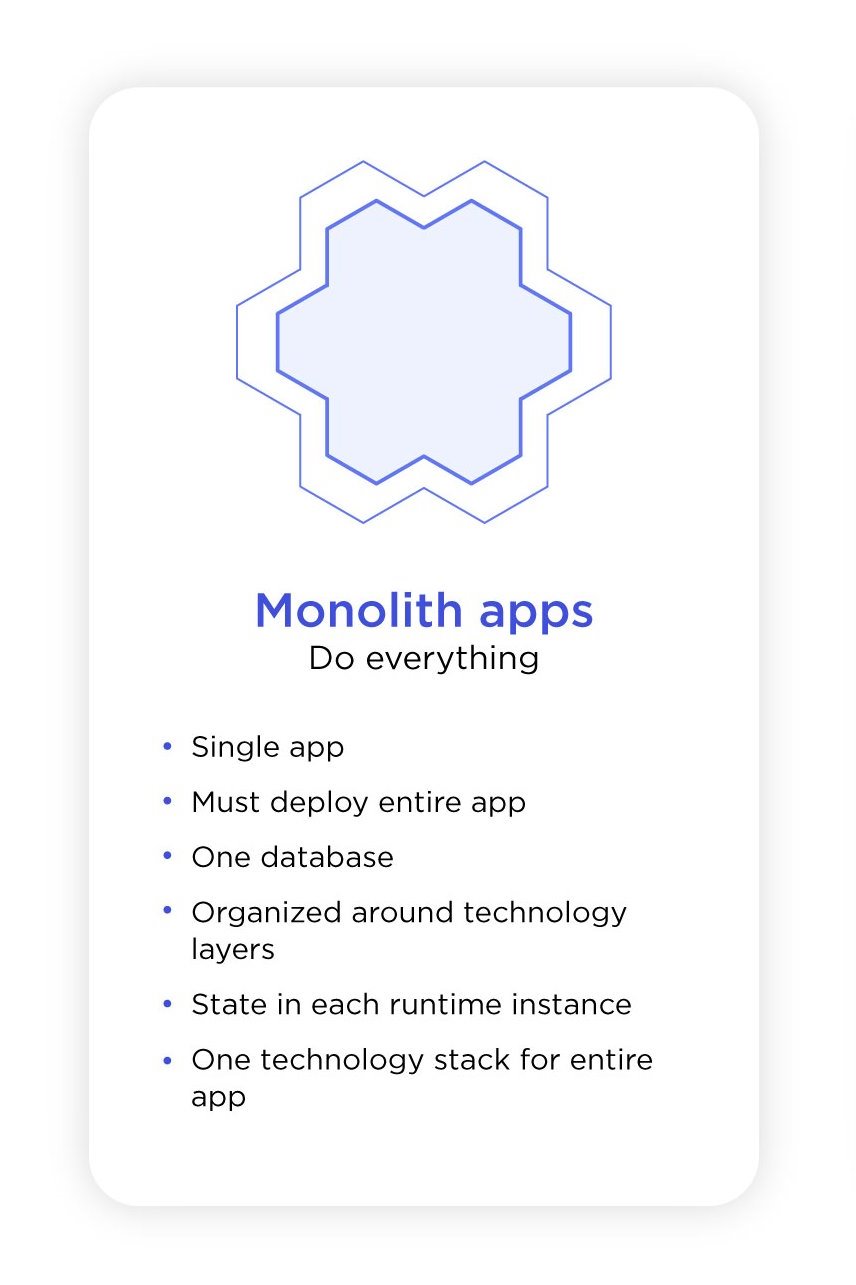 Monolith apps
Do everything
• Single app
• Must deploy entire app
• One database
• Organized around technology
layers
• State in each runtime instance
• One technology stack for entire
app